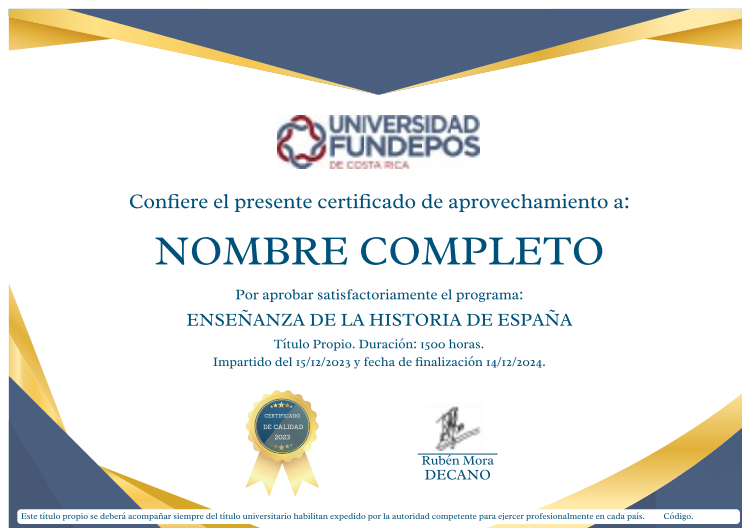 UNIVERSIDAD
FUNDEPOS
DE COSTA RICA
Confiere el presente certificado de aprovechamiento a:
NOMBRE COMPLETO
Por aprobar satisfactoriamente el programa:
ENSEÑANZA DE LA HISTORIA DE ESPAÑA
Título Propio. Duración: 1500 horas.
Impartido del 15/12/2023 y fecha de finalización 14/12/2024.
CERTIFICADO
DE CALIDAD
2023
Rubén Mora
DECANO
Este título propio se deberá acompañar siempre del título universitario habilitan expedido por la autoridad competente para ejercer profesionalmente en cada país. Código.